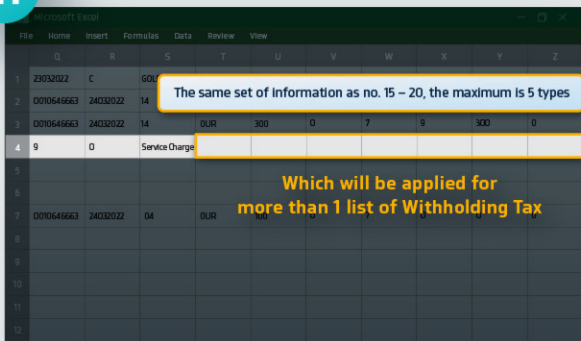 Microsoft Excel
File Home Insert Formulas Data Review View
Q R S T U V W X Y Z
1 23032022 C
The same set of information as no. 15 – 20, the maximum is 5 types
2 0010646663 24032022 14
3 0010646663 24032022 14 OUR 300 0 7 9 300 0
4 9 0 Service Charge
5
Which will be applied for
6
more than 1 list of Withholding Tax
7 0010646663 24032022 04 OUR 100 0 7
8
9
10
11
12